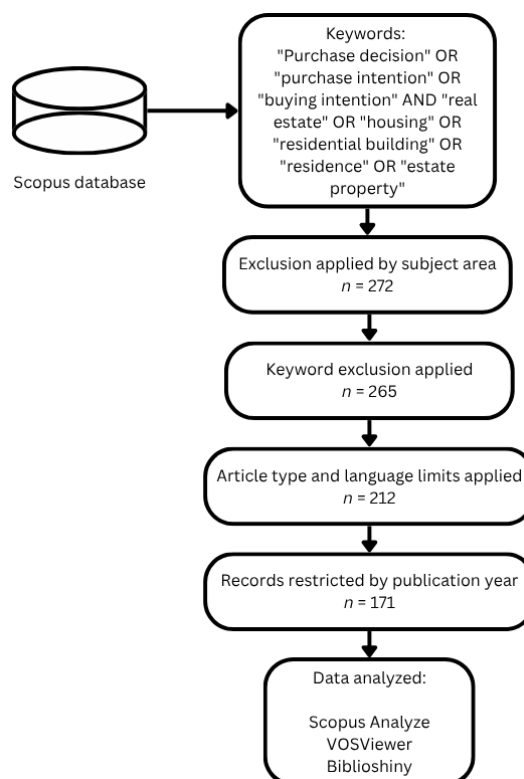 Keywords:
"Purchase decision" OR
"purchase intention" OR
"buying intention" AND "real
estate" OR "housing" OR
"residential building" OR
"residence" OR "estate
property"
Scopus database
Exclusion applied by subject area
n = 272
Keyword exclusion applied
n = 265
Article type and language limits applied
n = 212
Records restricted by publication year
n = 171
Data analyzed:
Scopus Analyze
VOSViewer
Biblioshiny